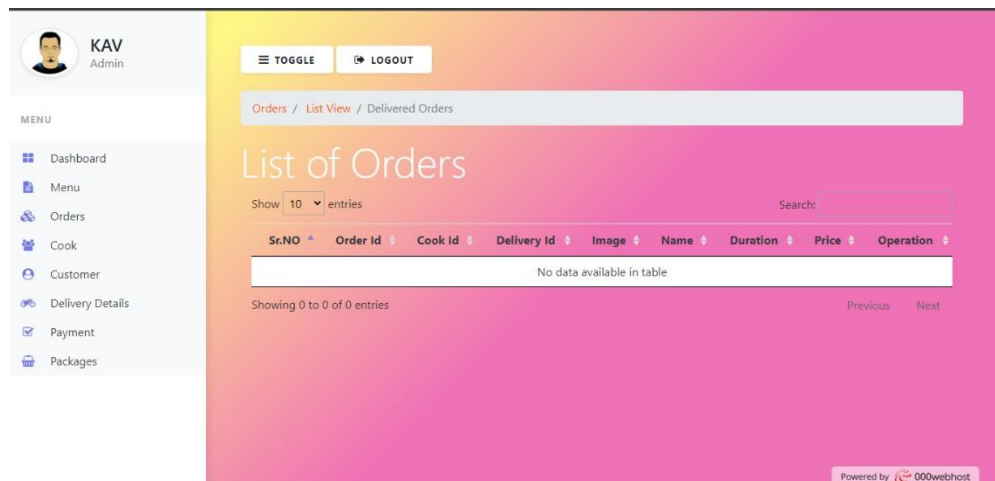 KAV
Admin
MENU
Dashboard
Menu
Orders
Cook
Customer
Delivery Details
Payment
Packages
TOGGLE LOGOUT
Orders / List View / Delivered Orders
List of Orders
Show 10 entries Search:
Sr.NO Order Id Cook Id Delivery Id Image Name Duration Price Operation
No data available in table
Showing 0 to 0 of 0 entries Previous Next
Powered by 000webhost